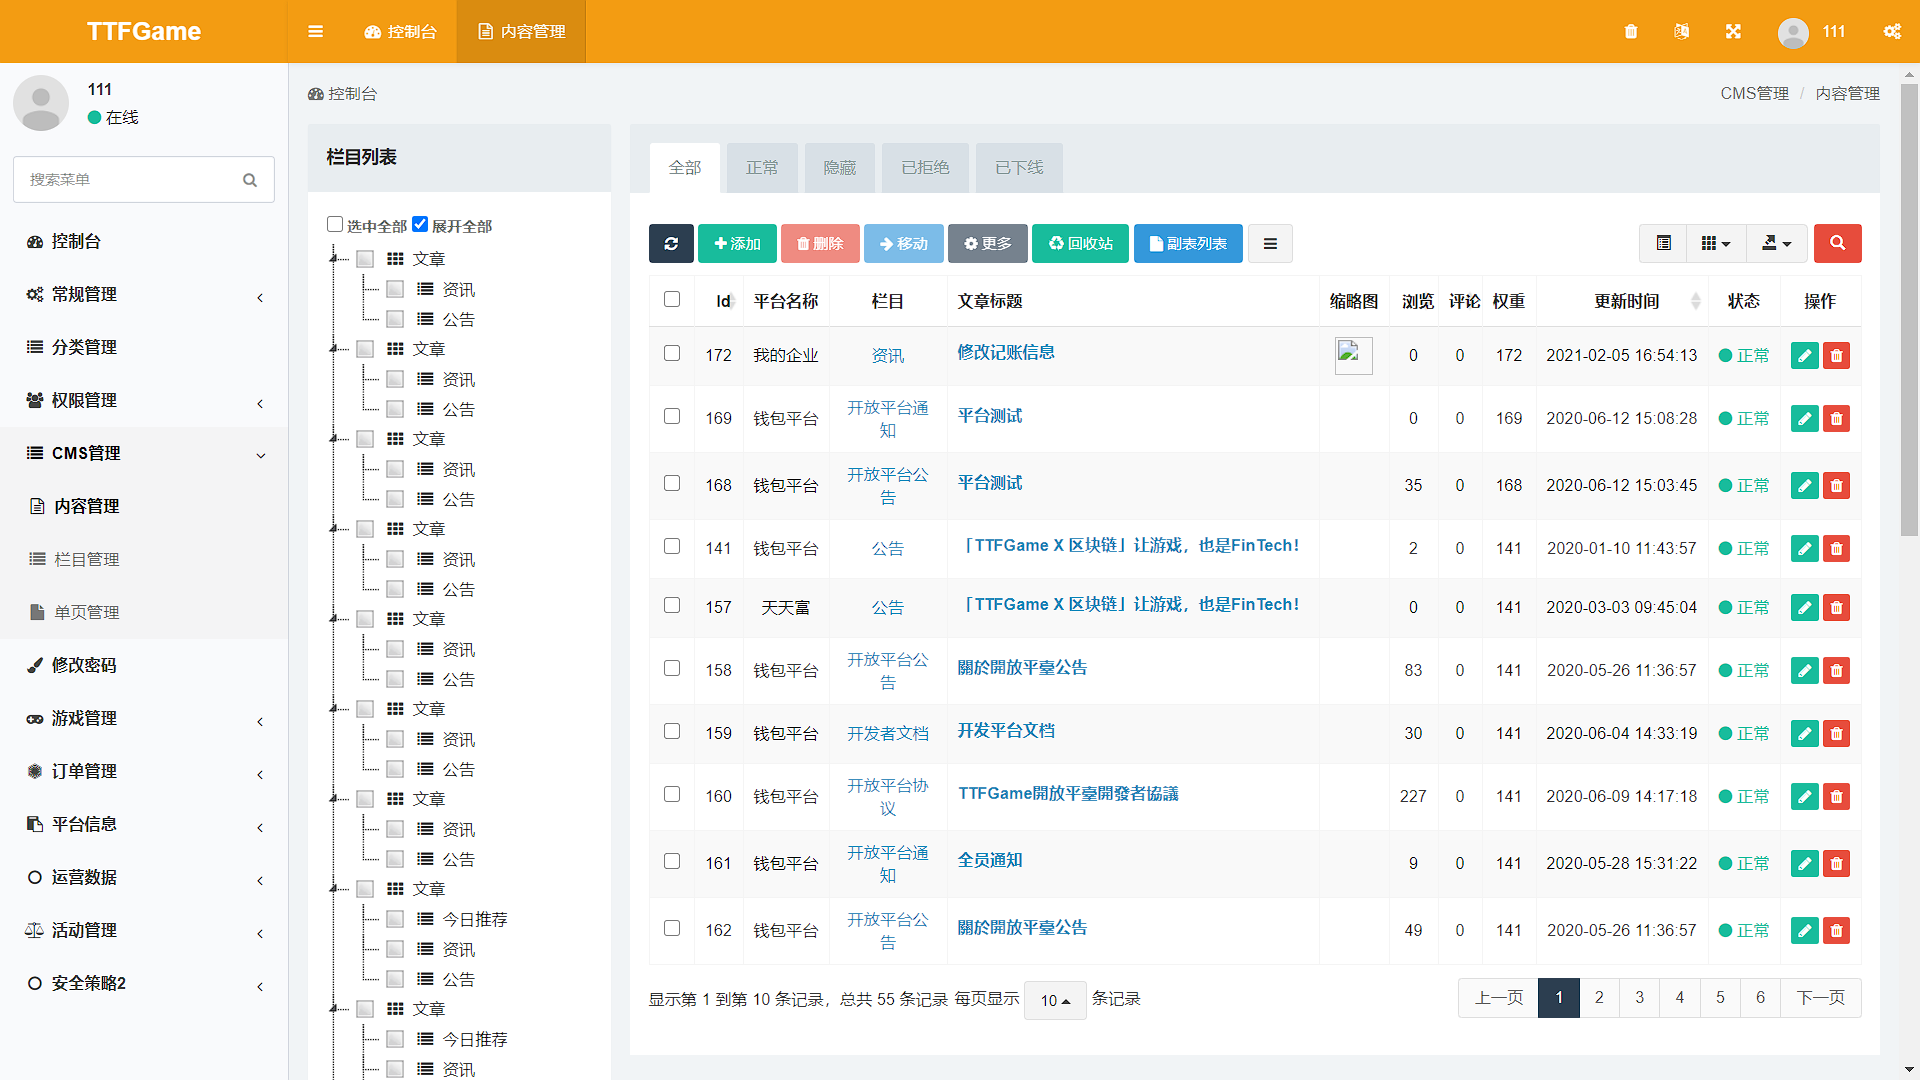 TTFGame
控制台
内容管理
111
111
在线
搜索菜单
控制台
常规管理
分类管理
权限管理
CMS管理
内容管理
栏目管理
单页管理
修改密码
游戏管理
订单管理
平台信息
运营数据
活动管理
安全策略2
控制台
CMS管理 / 内容管理
栏目列表
选中全部 展开全部
文章
资讯
公告
文章
资讯
公告
文章
资讯
公告
文章
资讯
公告
文章
资讯
公告
文章
资讯
公告
文章
资讯
公告
文章
今日推荐
资讯
公告
文章
今日推荐
资讯
全部 正常 隐藏 已拒绝 已下线
添加 删除 移动 更多 回收站 副表列表
Id 平台名称 栏目 文章标题 缩略图 浏览 评论 权重 更新时间 状态 操作
172 我的企业 资讯 修改记账信息 0 0 172 2021-02-05 16:54:13 正常
169 钱包平台 开放平台通知 平台测试 0 0 169 2020-06-12 15:08:28 正常
168 钱包平台 开放平台公告 平台测试 35 0 168 2020-06-12 15:03:45 正常
141 钱包平台 公告 「TTFGame X 区块链」让游戏，也是FinTech！ 2 0 141 2020-01-10 11:43:57 正常
157 天天富 公告 「TTFGame X 区块链」让游戏，也是FinTech！ 0 0 141 2020-03-03 09:45:04 正常
158 钱包平台 开放平台公告 關於開放平臺公告 83 0 141 2020-05-26 11:36:57 正常
159 钱包平台 开发者文档 开发平台文档 30 0 141 2020-06-04 14:33:19 正常
160 钱包平台 开放平台协议 TTFGame開放平臺開發者協議 227 0 141 2020-06-09 14:17:18 正常
161 钱包平台 开放平台通知 全员通知 9 0 141 2020-05-28 15:31:22 正常
162 钱包平台 开放平台公告 關於開放平臺公告 49 0 141 2020-05-26 11:36:57 正常
显示第 1 到第 10 条记录，总共 55 条记录 每页显示 10 条记录
上一页 1 2 3 4 5 6 下一页